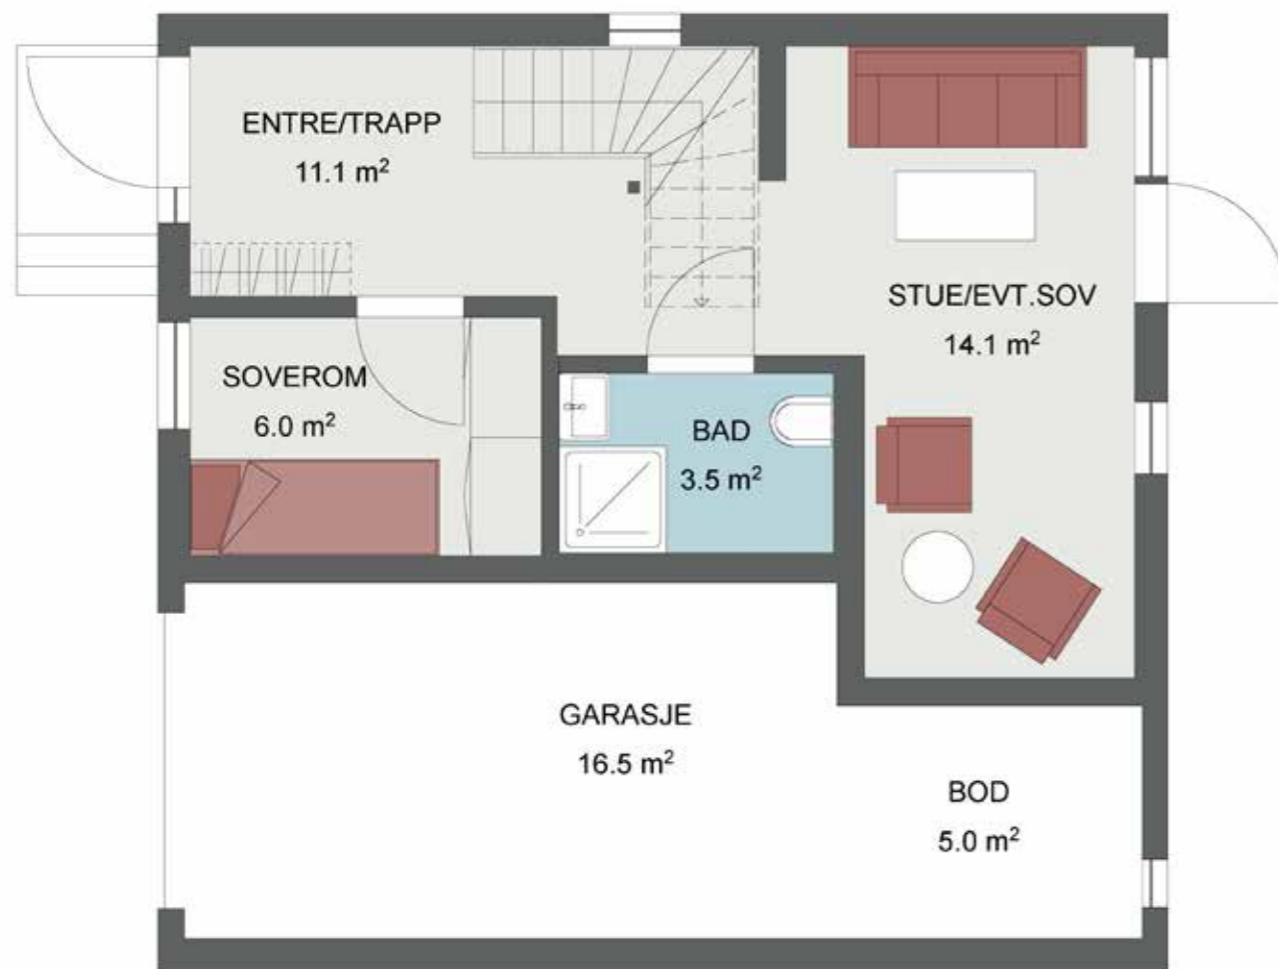 ENTRE/TRAPP
11.1 m²
STUE/EVT.SOV
14.1 m²
SOVEROM
6.0 m²
BAD
3.5 m²
GARASJE
16.5 m²
BOD
5.0 m²